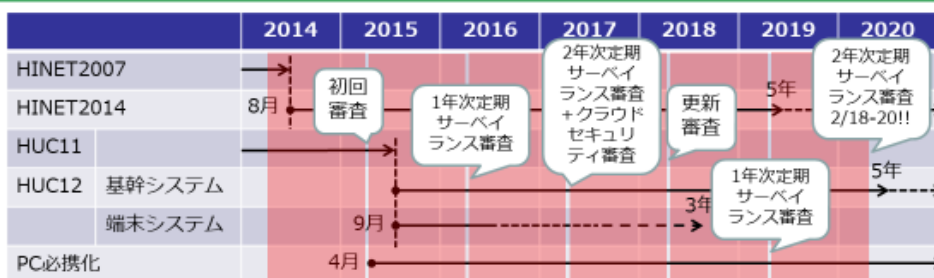 2014 2015 2016 2017 2018 2019 2020
HINET2007
HINET2014 8月 5年
HUC11
HUC12 基幹システム 5年
端末システム 9月 3年
PC必携化 4月
初回
審査
1年次定期
サーベイ
ランス審査
2年次定期
サーベイ
ランス審査
+クラウド
セキュリ
ティ審査
更新
審査
1年次定期
サーベイ
ランス審査
2年次定期
サーベイ
ランス審査
2/18-20!!